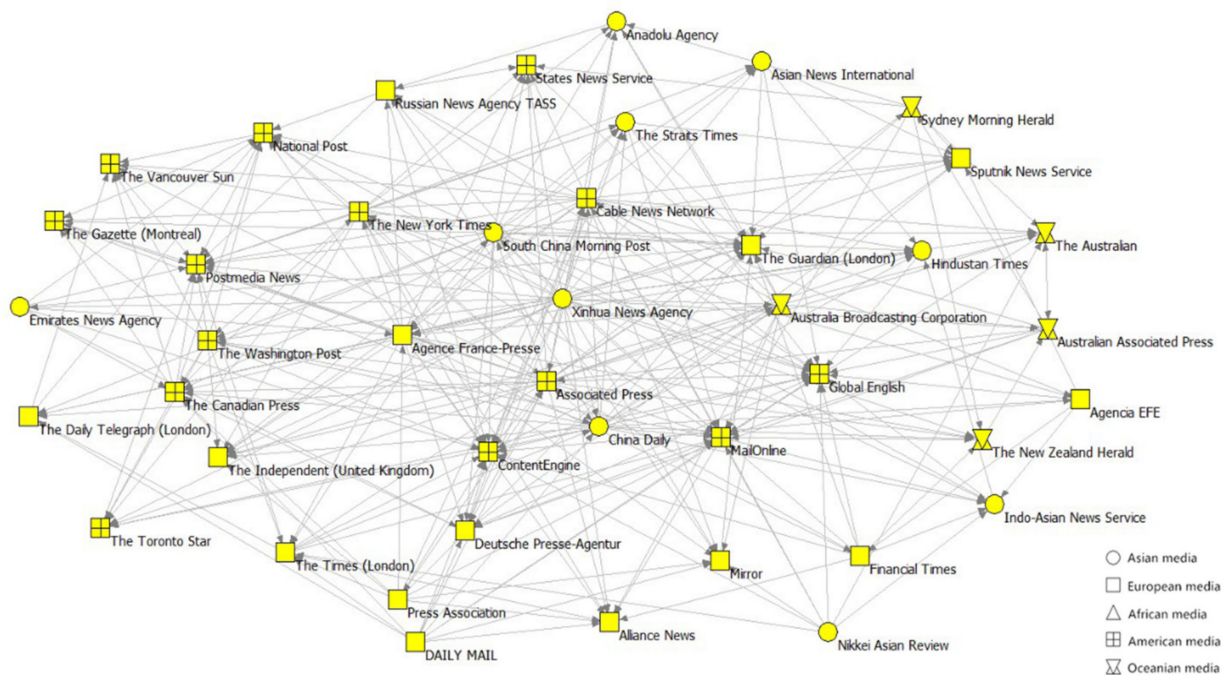 Anadolu Agency
States News Service
Asian News International
Russian News Agency TASS
Sydney Morning Herald
The Straits Times
National Post
Sputnik News Service
The Vancouver Sun
Cable News Network
The New York Times
The Gazette (Montreal)
South China Morning Post
The Australian
The Guardian (London)
Hindustan Times
Postmedia News
Xinhua News Agency
Emirates News Agency
Australia Broadcasting Corporation
Australian Associated Press
Agence France-Presse
The Washington Post
Global English
Associated Press
The Canadian Press
Agencia EFE
The Daily Telegraph (London)
China Daily
MailOnline
The New Zealand Herald
ContentEngine
The Independent (United Kingdom)
Indo-Asian News Service
The Toronto Star
Deutsche Presse-Agentur
Asian media
The Times (London)
Mirror
Financial Times
European media
Press Association
African media
Alliance News
American media
Nikkei Asian Review
DAILY MAIL
Oceanian media